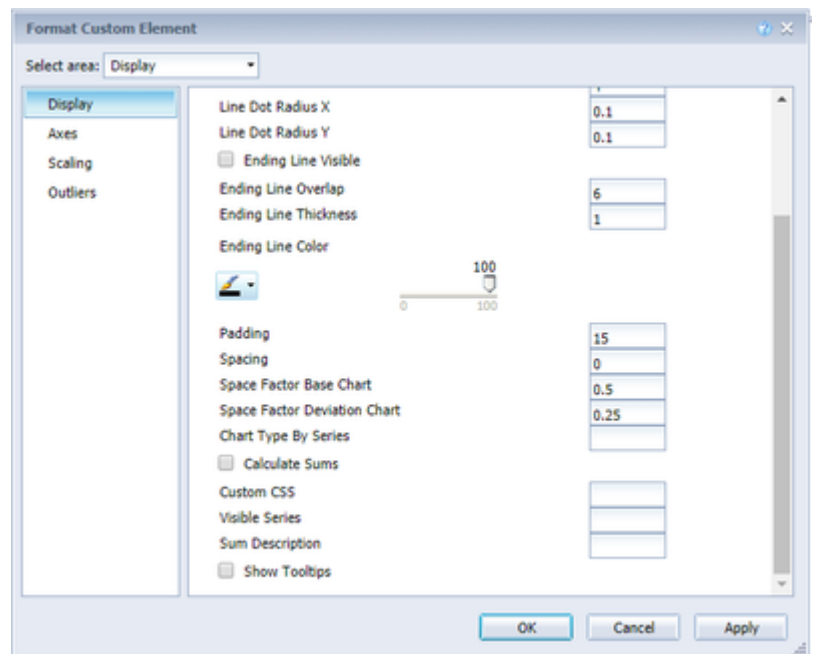 Format Custom Element
Select area: Display
Display
Axes
Scaling
Outliers
Line Dot Radius X 0.1
Line Dot Radius Y 0.1
Ending Line Visible
Ending Line Overlap 6
Ending Line Thickness 1
Ending Line Color
100
0 100
Padding 15
Spacing 0
Space Factor Base Chart 0.5
Space Factor Deviation Chart 0.25
Chart Type By Series
Calculate Sums
Custom CSS
Visible Series
Sum Description
Show Tooltips
OK Cancel Apply